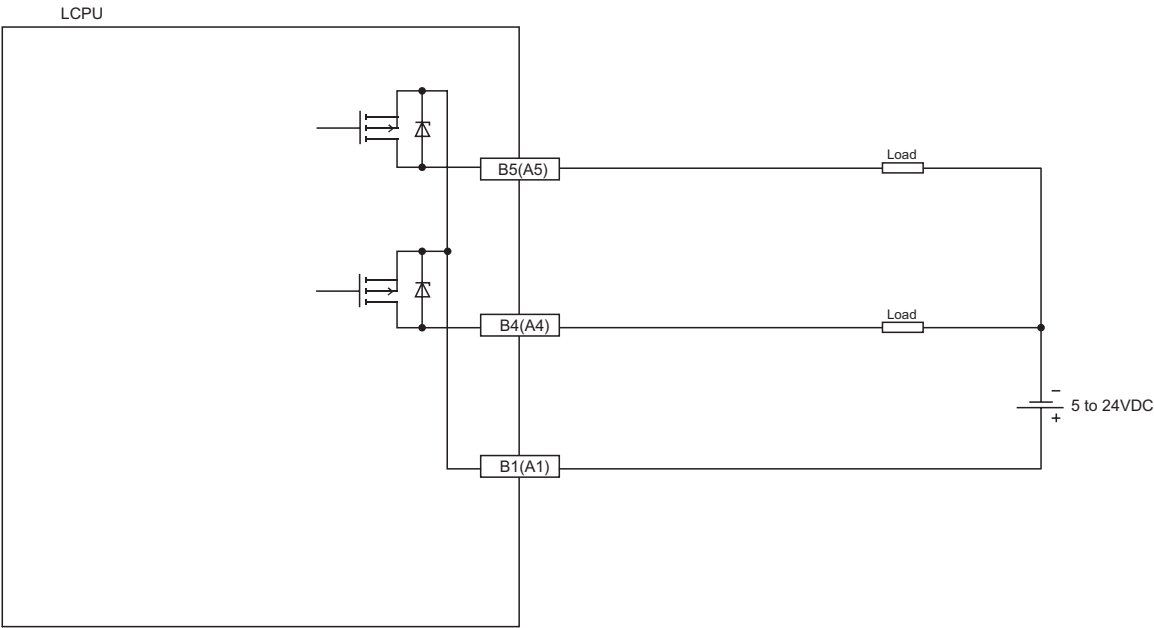 LCPU
B5(A5)
Load
B4(A4)
Load
−
5 to 24VDC
+
B1(A1)